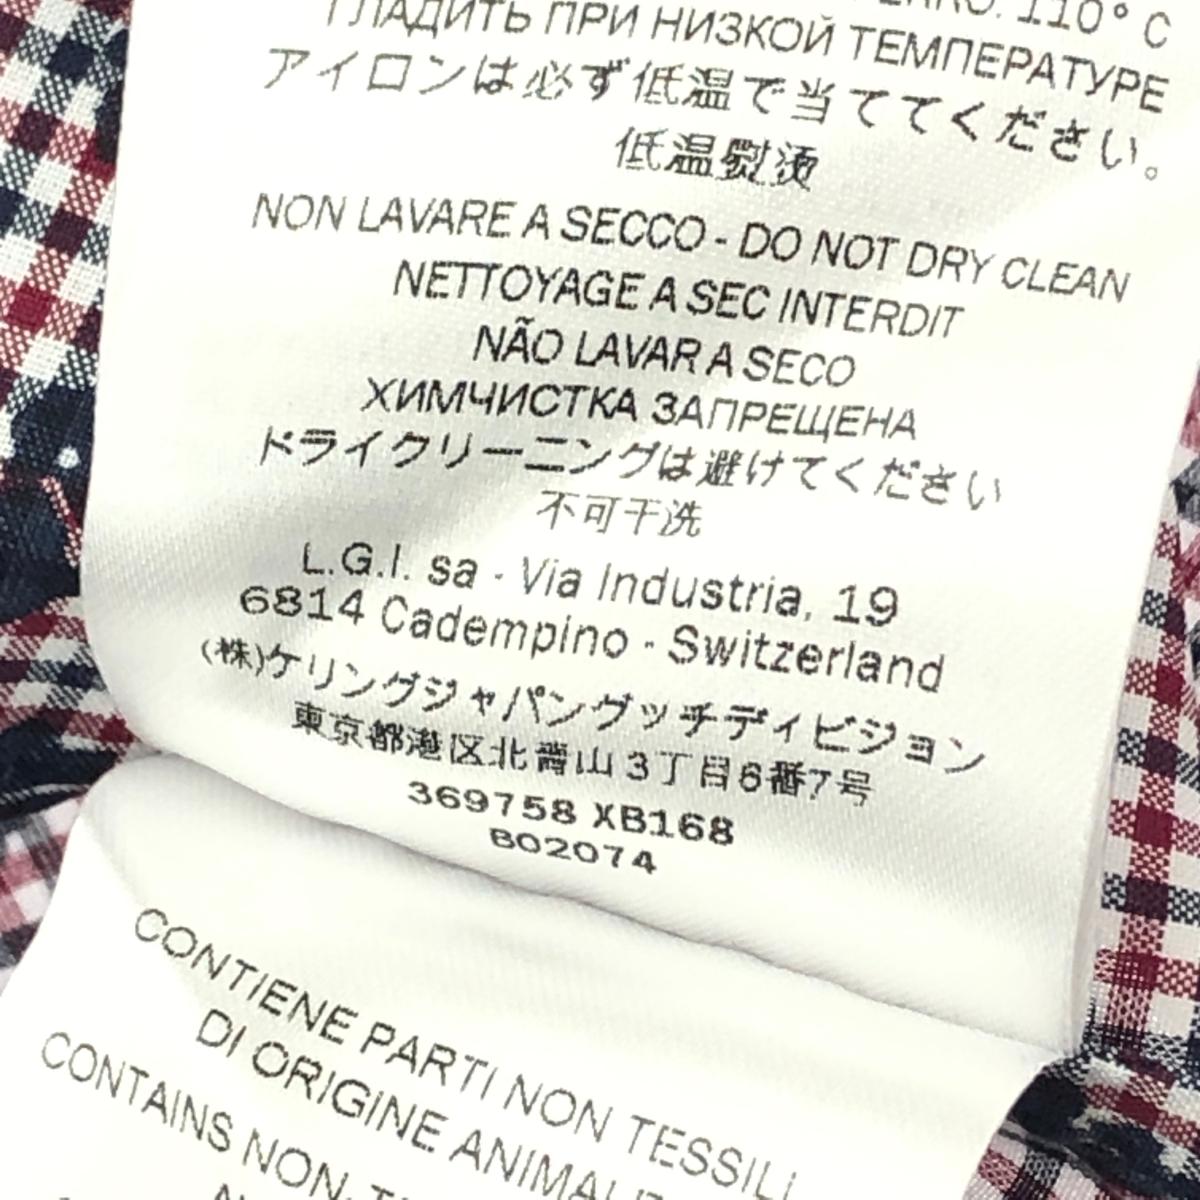 FERRO. 110° C
ГЛАДИТЬ ПРИ НИЗКОЙ ТЕМПЕРАТУРЕ
アイロンは必ず低温で当ててください。
低温熨烫
NON LAVARE A SECCO - DO NOT DRY CLEAN
NETTOYAGE A SEC INTERDIT
NÃO LAVAR A SECO
ХИМЧИСТКА ЗАПРЕЩЕНА
ドライクリーニングは避けてください
不可干洗
L.G.I. sa - Via Industria, 19
6814 Cadempino - Switzerland
(株)ケリングジャパングッチディビジョン
東京都港区北青山3丁目6番7号
369758 XB168
B02074
CONTIENE PARTI NON TESSILI
DI ORIGINE ANIMALE
CONTAINS NON-T